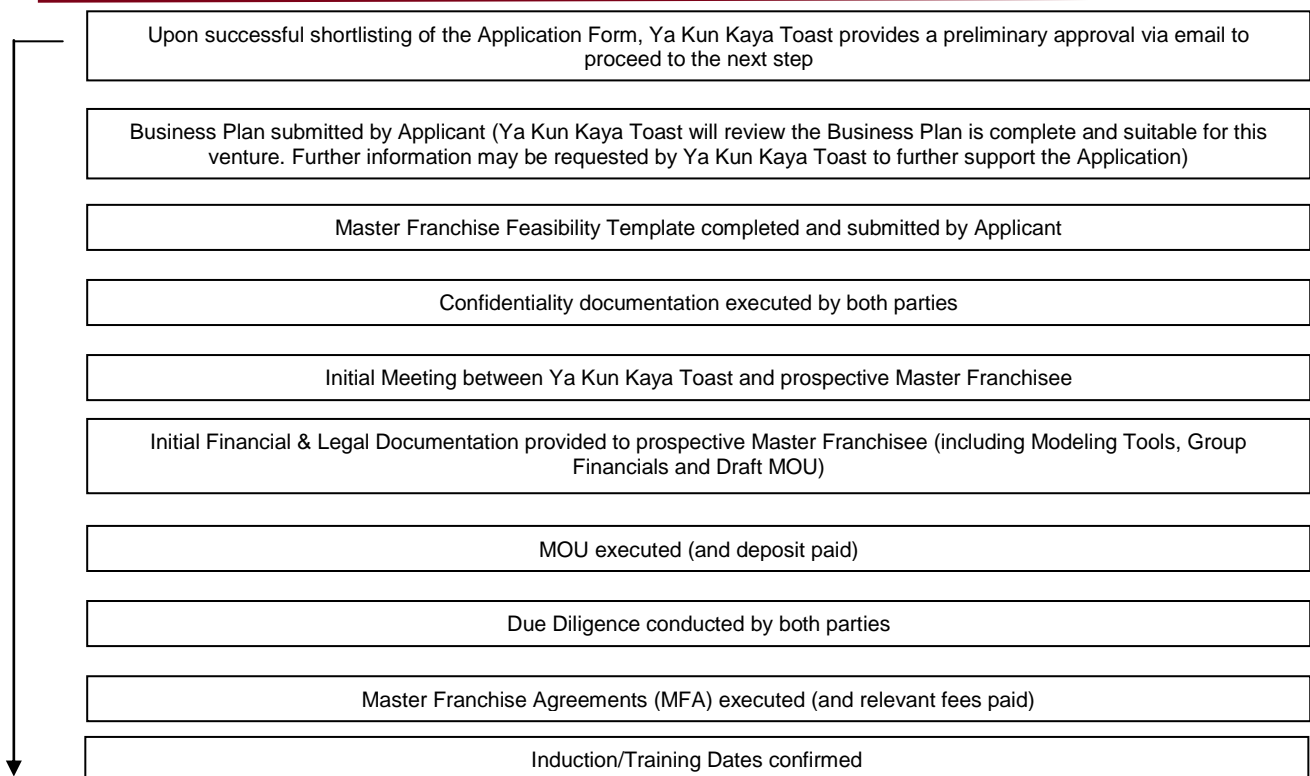 Upon successful shortlisting of the Application Form, Ya Kun Kaya Toast provides a preliminary approval via email to
proceed to the next step
Business Plan submitted by Applicant (Ya Kun Kaya Toast will review the Business Plan is complete and suitable for this
venture. Further information may be requested by Ya Kun Kaya Toast to further support the Application)
Master Franchise Feasibility Template completed and submitted by Applicant
Confidentiality documentation executed by both parties
Initial Meeting between Ya Kun Kaya Toast and prospective Master Franchisee
Initial Financial & Legal Documentation provided to prospective Master Franchisee (including Modeling Tools, Group
Financials and Draft MOU)
MOU executed (and deposit paid)
Due Diligence conducted by both parties
Master Franchise Agreements (MFA) executed (and relevant fees paid)
Induction/Training Dates confirmed